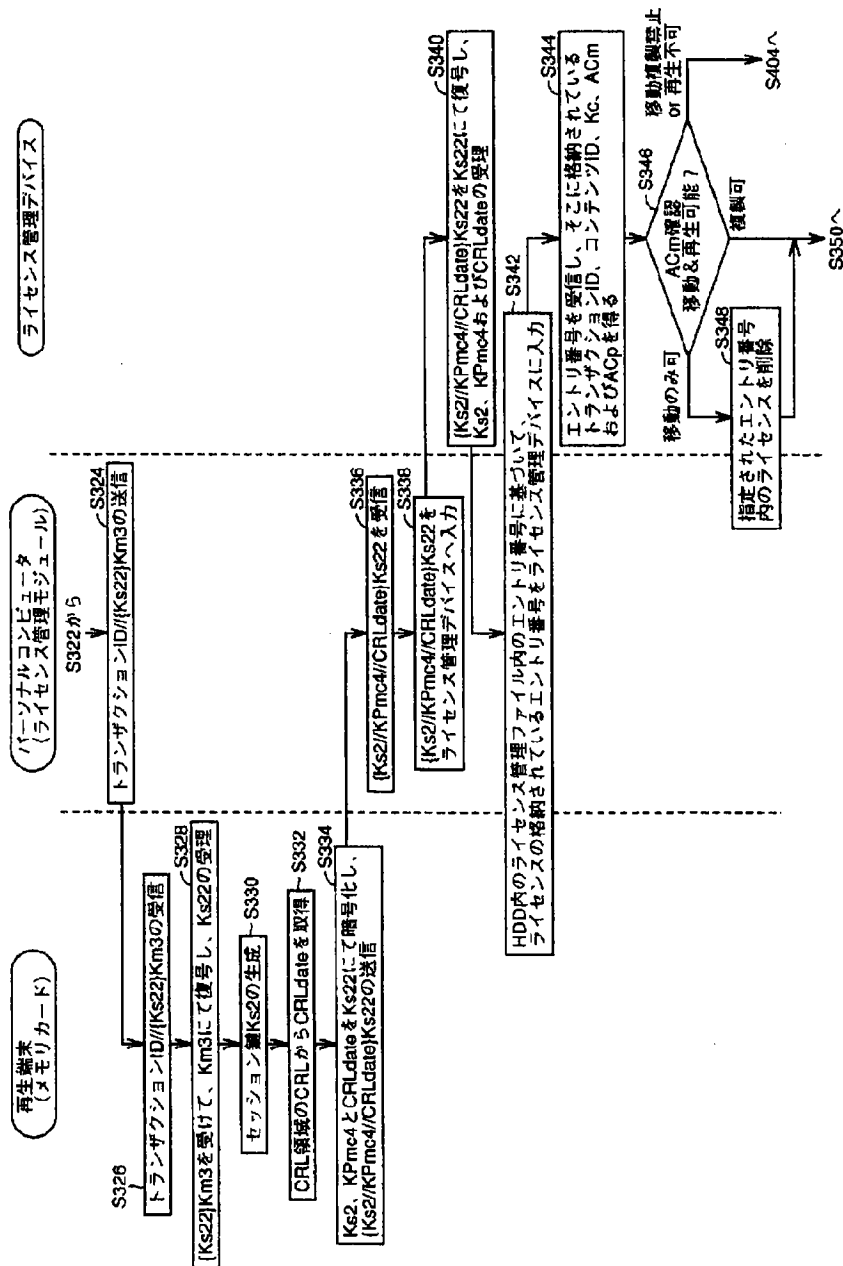 再生端末
(メモリカード)
パーソナルコンピュータ
(ライセンス管理モジュール)
ライセンス管理デバイス
S322から
S324
トランザクションID//{Ks22}Km3の送信
S326
トランザクションID//{Ks22}Km3の受信
S328
{Ks22}Km3を受けて、Km3にて復号し、Ks22の受理
S330
セッション鍵Ks2の生成
S332
CRL領域のCRLからCRLdateを取得
S334
Ks2、KPmc4とCRLdateをKs22にて暗号化し、
{Ks2//KPmc4//CRLdate}Ks22の送信
S336
{Ks2//KPmc4//CRLdate}Ks22を受信
S338
{Ks2//KPmc4//CRLdate}Ks22を
ライセンス管理デバイスへ入力
S340
{Ks2//KPmc4//CRLdate}Ks22をKs22にて復号し、
Ks2、KPmc4およびCRLdateの受理
S342
HDD内のライセンス管理ファイル内のエントリ番号に基づいて、
ライセンスの格納されているエントリ番号をライセンス管理デバイスに入力
S344
エントリ番号を受信し、そこに格納されている
トランザクションID、コンテンツID、Kc、ACm
およびACpを得る
S346
ACm確認
移動&再生可能?
移動複製禁止
or 再生不可
S404へ
複製可
移動のみ可
S348
指定されたエントリ番号
内のライセンスを削除
S350へ